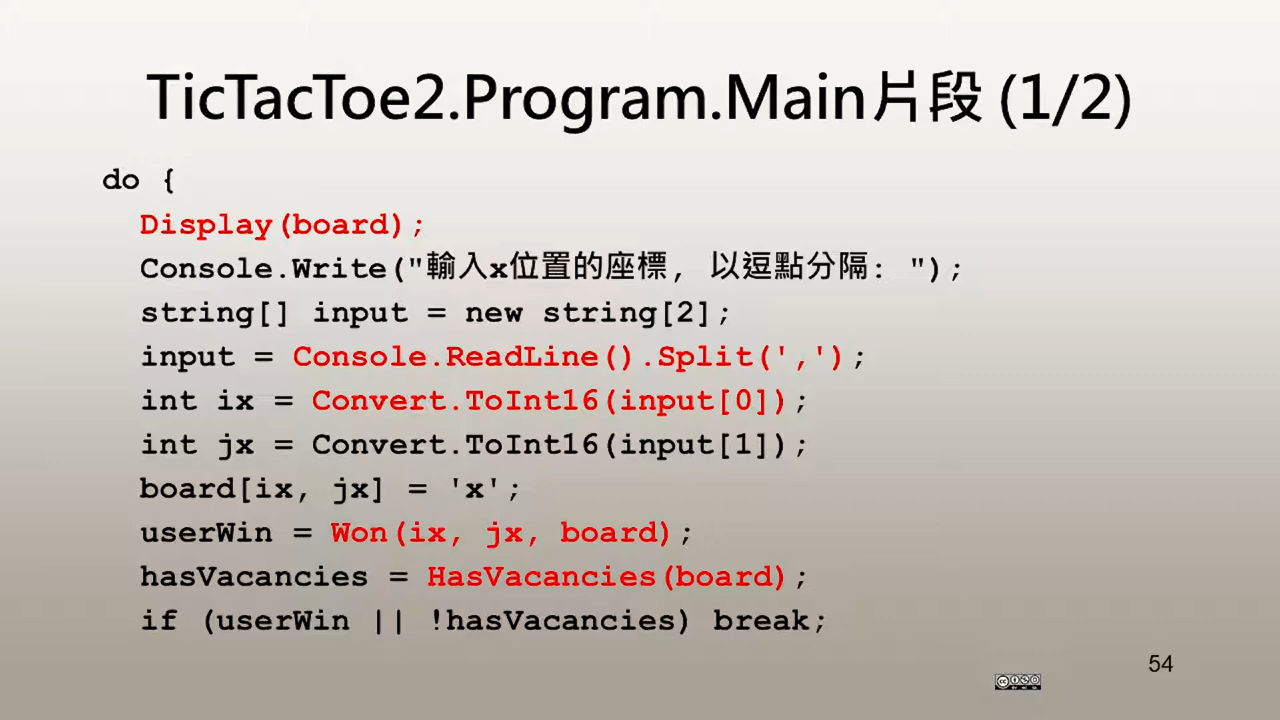 TicTacToe2.Program.Main片段 (1/2)
do {
Display(board);
Console.Write("輸入x位置的座標, 以逗點分隔: ");
string[] input = new string[2];
input = Console.ReadLine().Split(',');
int ix = Convert.ToInt16(input[0]);
int jx = Convert.ToInt16(input[1]);
board[ix, jx] = 'x';
userWin = Won(ix, jx, board);
hasVacancies = HasVacancies(board);
if (userWin || !hasVacancies) break;
54